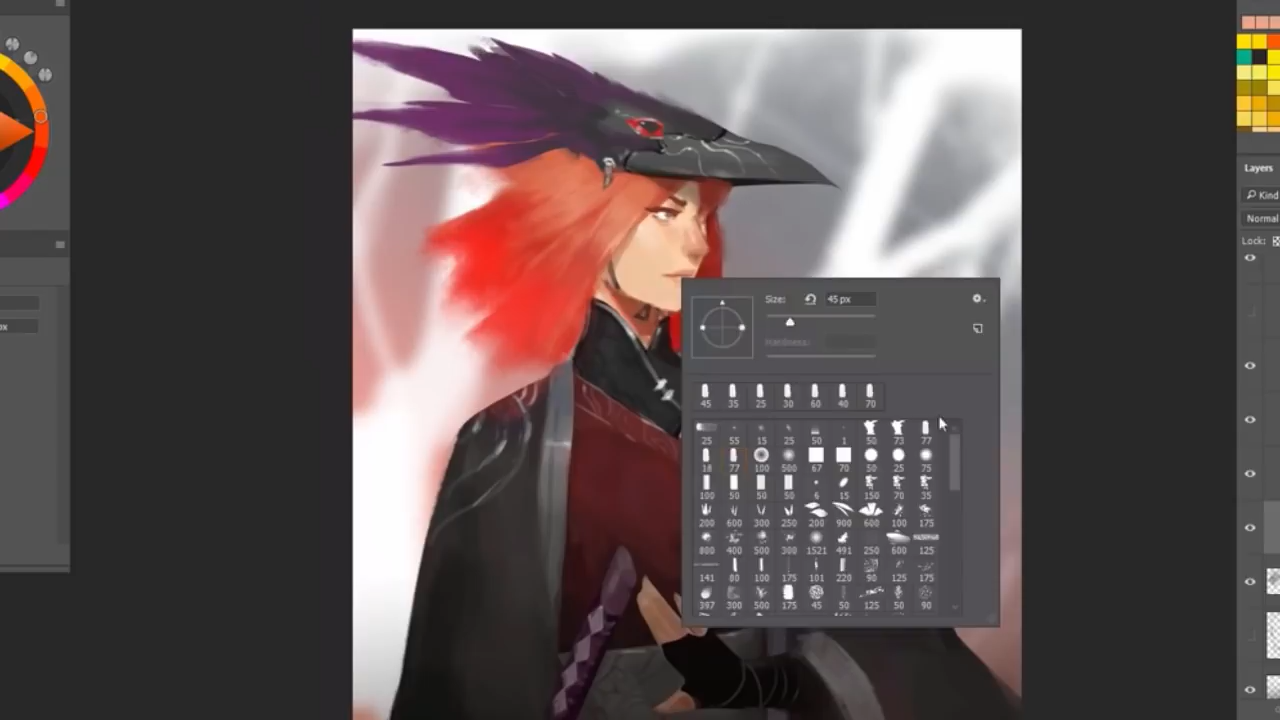 px
Size:
45 px
Hardness:
45 35 25 30 60 40 70
25 55 15 25 50 1 50 73 77
18 77 100 500 67 70 50 25 75
100 50 50 50 6 15 150 70 35
200 600 300 250 200 900 600 100 175
800 400 500 300 1521 491 250 600 125
141 80 100 175 101 220 90 125 175
397 300 500 175 45 50 125 50 90
Layers
Kind
Normal
Lock: